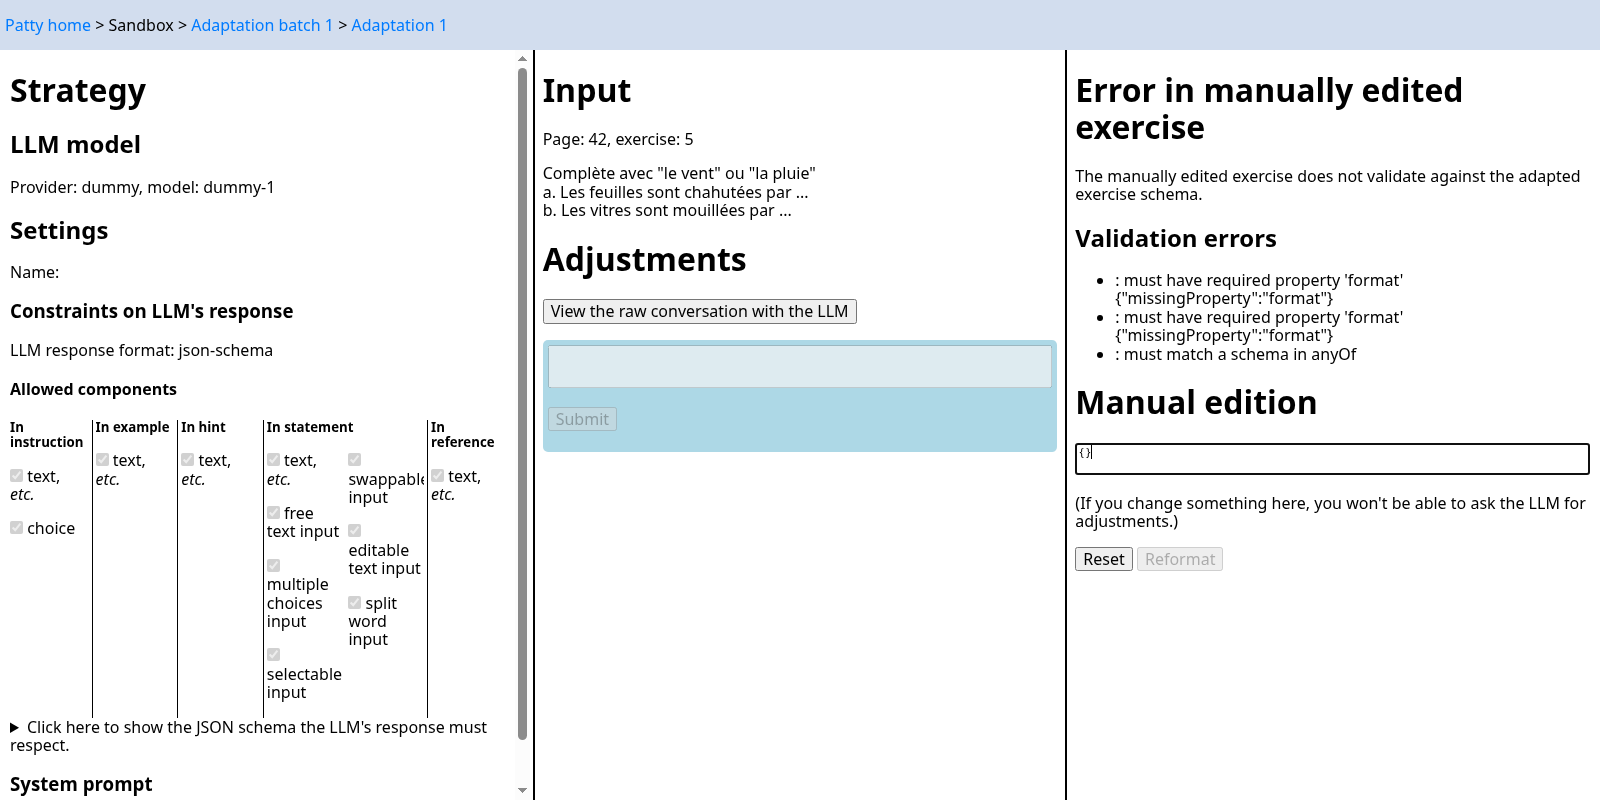 Patty home > Sandbox > Adaptation batch 1 > Adaptation 1
Strategy
LLM model
Provider: dummy, model: dummy-1
Settings
Name:
Constraints on LLM's response
LLM response format: json-schema
Allowed components
In
instruction
text,
etc.
choice
In example
text,
etc.
In hint
text,
etc.
In statement
text,
etc.
free
text input
multiple
choices
input
selectable
input
swappable
input
editable
text input
split
word
input
In
reference
text,
etc.
Click here to show the JSON schema the LLM's response must
respect.
System prompt
Input
Page: 42, exercise: 5
Complète avec "le vent" ou "la pluie"
a. Les feuilles sont chahutées par ...
b. Les vitres sont mouillées par ...
Adjustments
View the raw conversation with the LLM
Submit
Error in manually edited
exercise
The manually edited exercise does not validate against the adapted
exercise schema.
Validation errors
: must have required property 'format'
{"missingProperty":"format"}
: must have required property 'format'
{"missingProperty":"format"}
: must match a schema in anyOf
Manual edition
{}
(If you change something here, you won't be able to ask the LLM for
adjustments.)
Reset Reformat